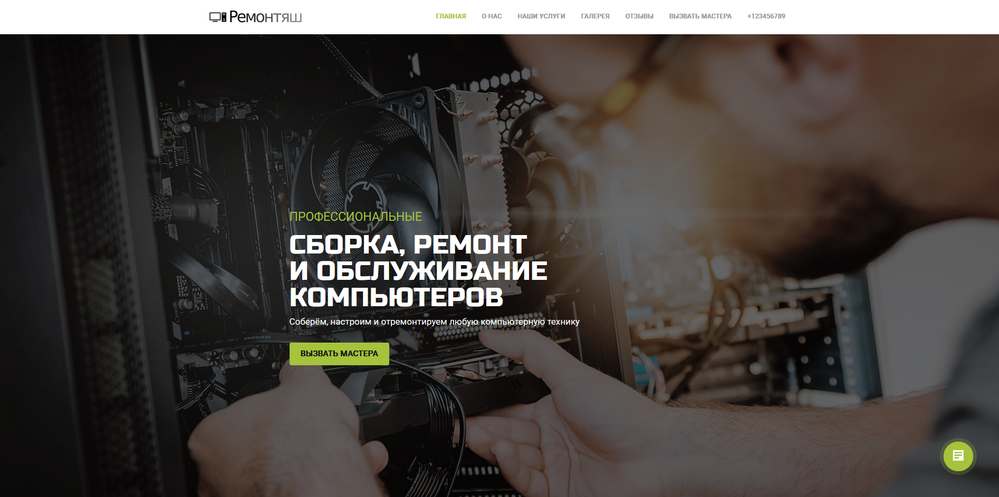 Ремонтяш
ГЛАВНАЯ О НАС НАШИ УСЛУГИ ГАЛЕРЕЯ ОТЗЫВЫ ВЫЗВАТЬ МАСТЕРА +123456789
ПРОФЕССИОНАЛЬНЫЕ
СБОРКА, РЕМОНТ
И ОБСЛУЖИВАНИЕ
КОМПЬЮТЕРОВ
Соберём, настроим и отремонтируем любую компьютерную технику
ВЫЗВАТЬ МАСТЕРА